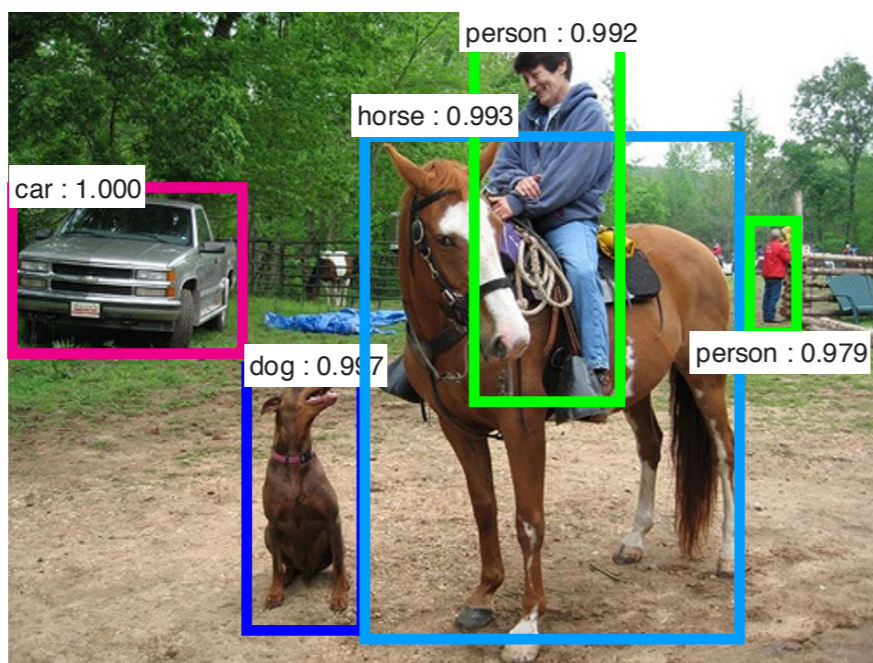 person : 0.992
horse : 0.993
car : 1.000
person : 0.979
dog : 0.997